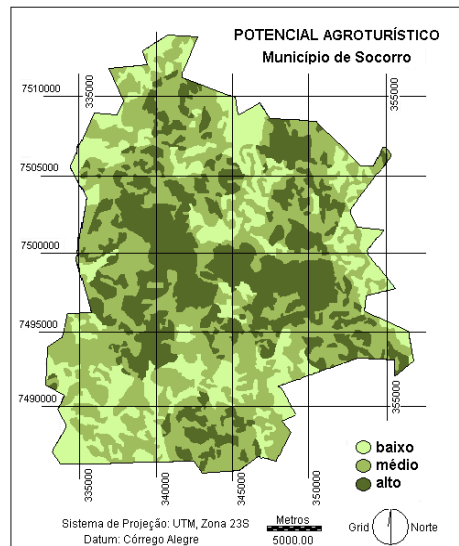 POTENCIAL AGROTURÍSTICO
Município de Socorro
335000
355000
7510000
7505000
7500000
7495000
7490000
355000
335000
340000
345000
350000
baixo
médio
alto
Sistema de Projeção: UTM, Zona 23S
Datum: Córrego Alegre
Metros
5000.00
Grid
Norte